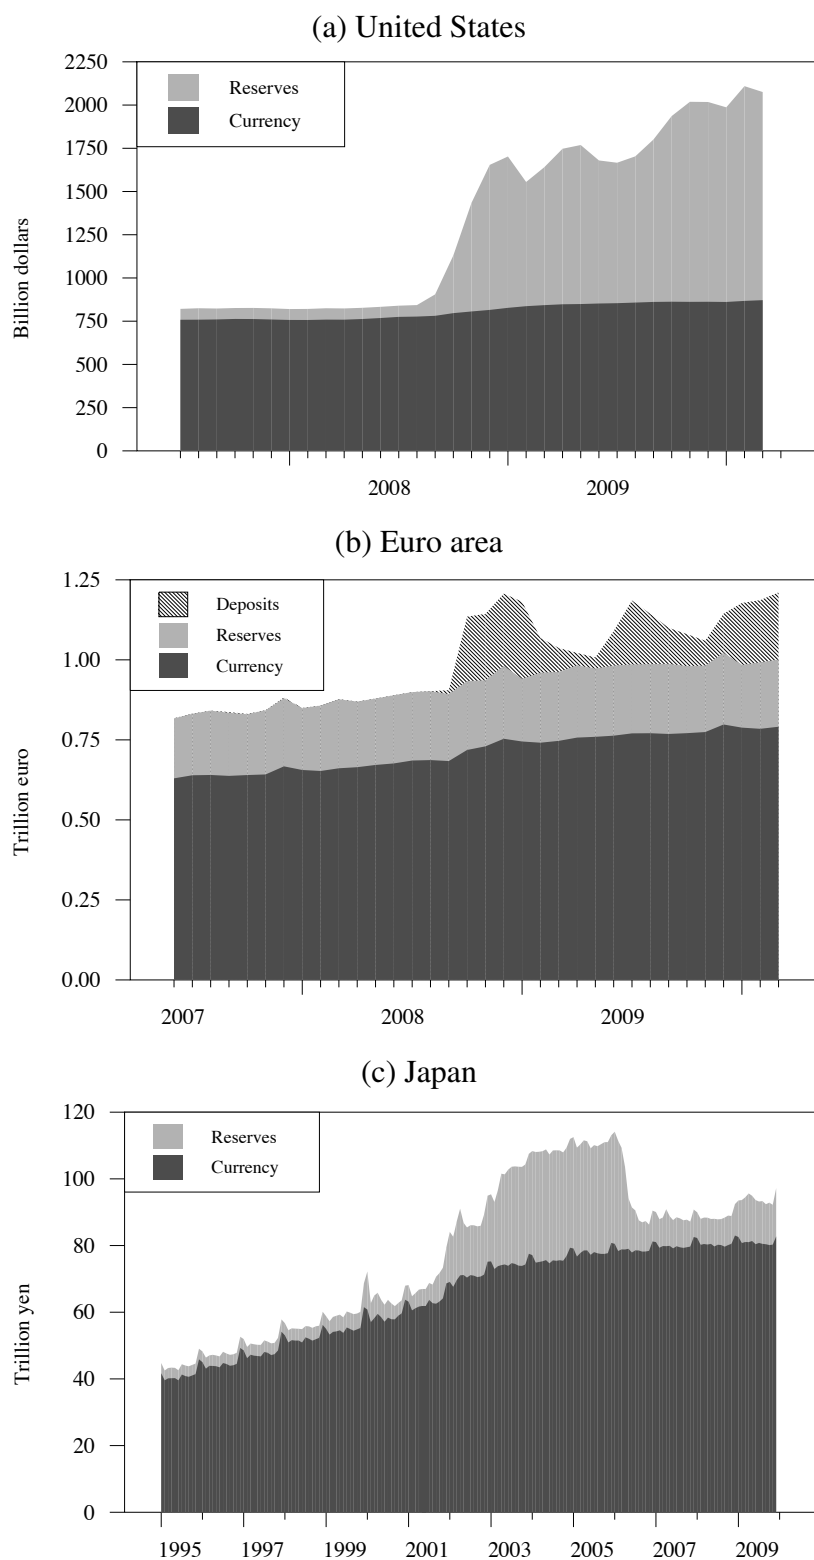 (a) United States
2250
2000
1750
1500
1250
1000
750
500
250
0
Billion dollars
Reserves
Currency
2008 2009
(b) Euro area
1.25
1.00
0.75
0.50
0.25
0.00
Trillion euro
Deposits
Reserves
Currency
2007 2008 2009
(c) Japan
120
100
80
60
40
20
0
Trillion yen
Reserves
Currency
1995 1997 1999 2001 2003 2005 2007 2009